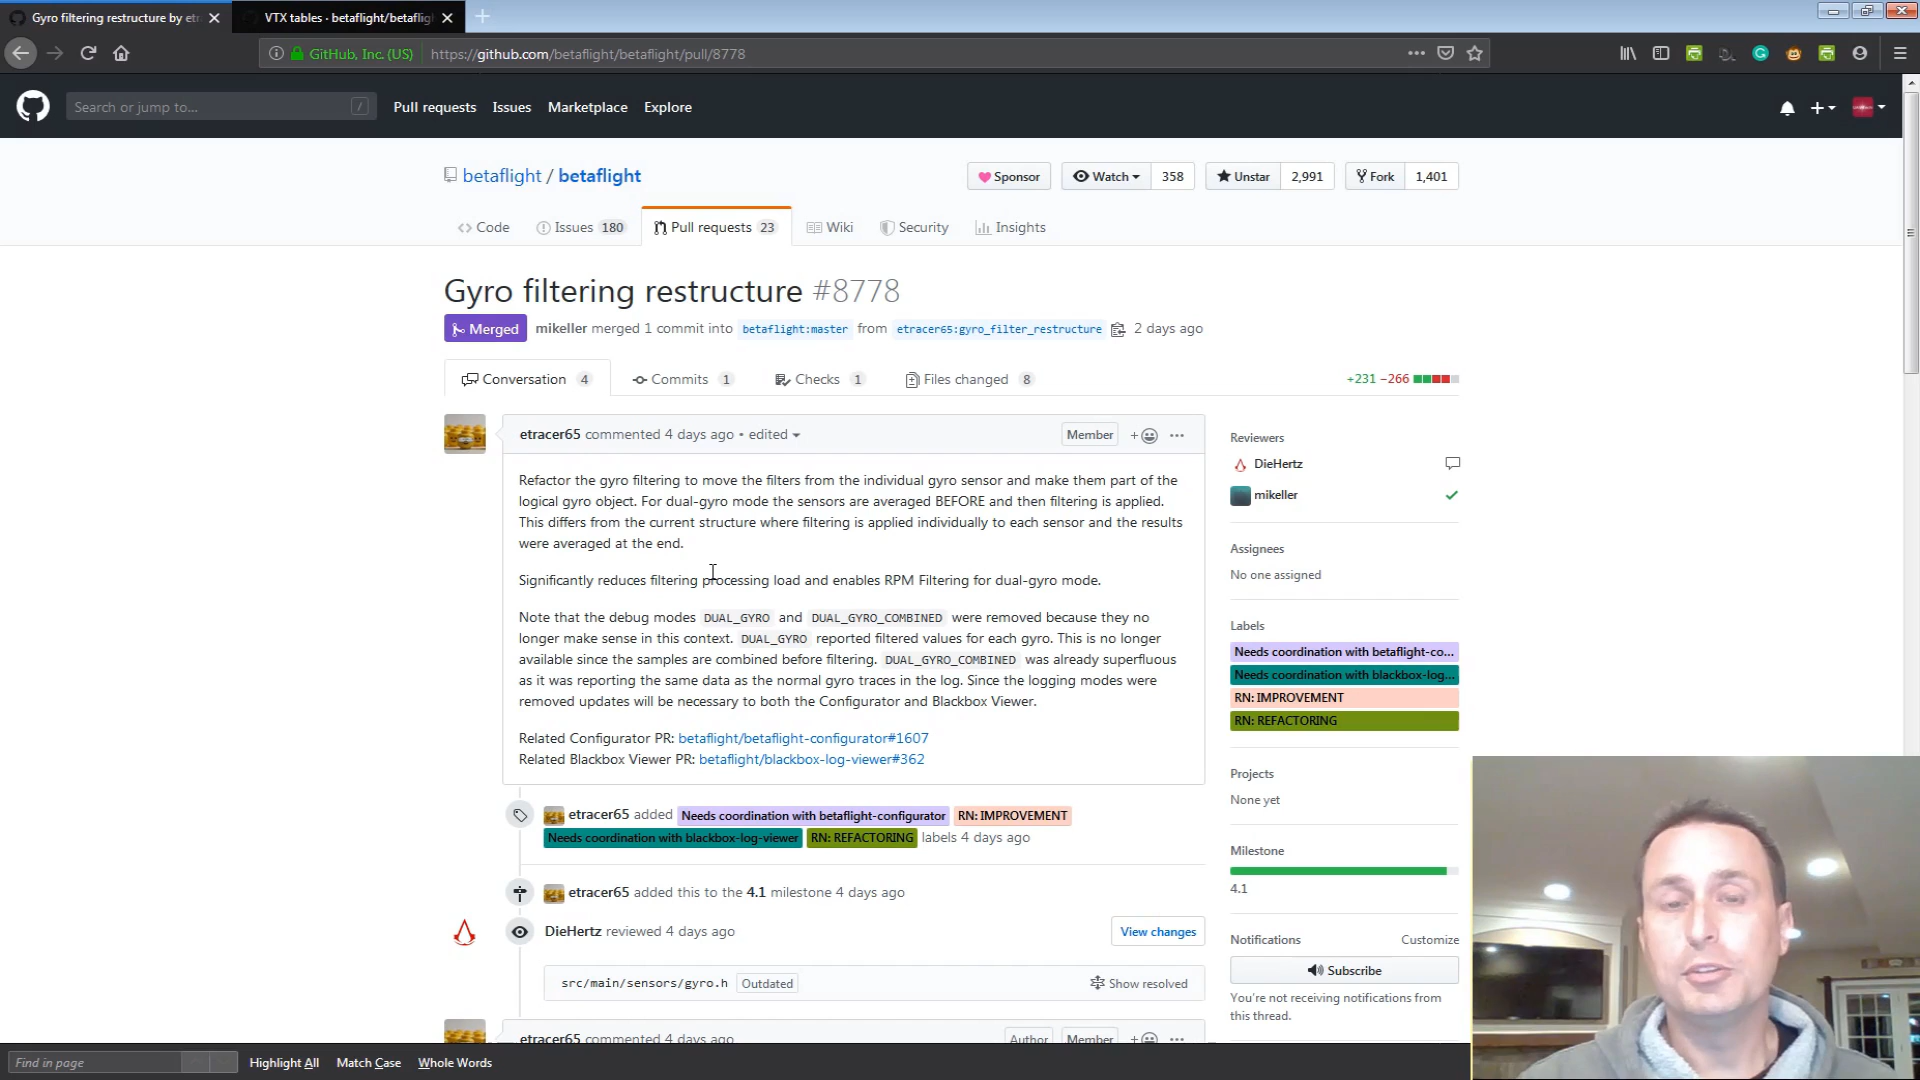 Gyro filtering restructure by etr
VTX tables · betaflight/betaflig
GitHub, Inc. (US)
https://github.com/betaflight/betaflight/pull/8778
Search or jump to...
/
Pull requests
Issues
Marketplace
Explore
betaflight / betaflight
Sponsor
Watch
358
Unstar
2,991
Fork
1,401
Code
Issues 180
Pull requests 23
Wiki
Security
Insights
Gyro filtering restructure #8778
Merged mikeller merged 1 commit into betaflight:master from etracer65:gyro_filter_restructure 2 days ago
Conversation 4
Commits 1
Checks 1
Files changed 8
+231 −266
etracer65 commented 4 days ago • edited
Member
Refactor the gyro filtering to move the filters from the individual gyro sensor and make them part of the
logical gyro object. For dual-gyro mode the sensors are averaged BEFORE and then filtering is applied.
This differs from the current structure where filtering is applied individually to each sensor and the results
were averaged at the end.
Significantly reduces filtering processing load and enables RPM Filtering for dual-gyro mode.
Note that the debug modes DUAL_GYRO and DUAL_GYRO_COMBINED were removed because they no
longer make sense in this context. DUAL_GYRO reported filtered values for each gyro. This is no longer
available since the samples are combined before filtering. DUAL_GYRO_COMBINED was already superfluous
as it was reporting the same data as the normal gyro traces in the log. Since the logging modes were
removed updates will be necessary to both the Configurator and Blackbox Viewer.
Related Configurator PR: betaflight/betaflight-configurator#1607
Related Blackbox Viewer PR: betaflight/blackbox-log-viewer#362
etracer65 added Needs coordination with betaflight-configurator RN: IMPROVEMENT
Needs coordination with blackbox-log-viewer RN: REFACTORING labels 4 days ago
etracer65 added this to the 4.1 milestone 4 days ago
DieHertz reviewed 4 days ago
View changes
src/main/sensors/gyro.h Outdated
Show resolved
etracer65 commented 4 days ago
Author
Member
Reviewers
DieHertz
mikeller
Assignees
No one assigned
Labels
Needs coordination with betaflight-co...
Needs coordination with blackbox-log...
RN: IMPROVEMENT
RN: REFACTORING
Projects
None yet
Milestone
4.1
Notifications
Customize
Subscribe
You're not receiving notifications from
this thread.
Find in page
Highlight All
Match Case
Whole Words